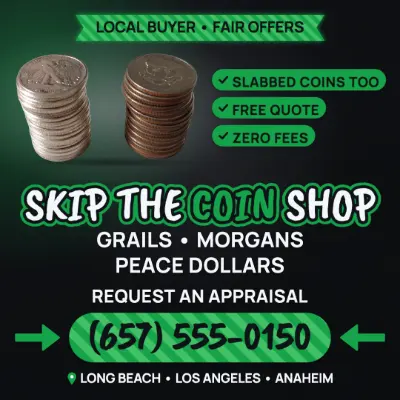 LOCAL BUYER • FAIR OFFERS
SLABBED COINS TOO
FREE QUOTE
ZERO FEES
SKIP THE COIN SHOP
GRAILS • MORGANS
PEACE DOLLARS
REQUEST AN APPRAISAL
(657) 555-0150
LONG BEACH • LOS ANGELES • ANAHEIM